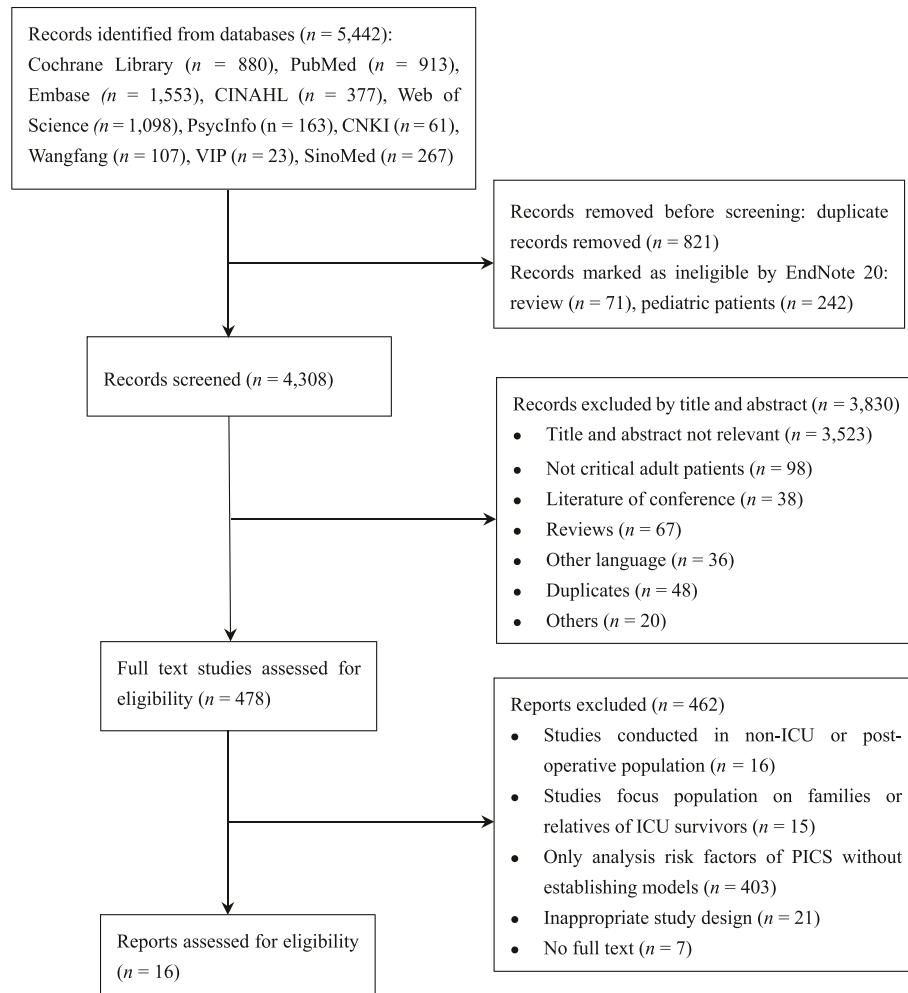 Records identified from databases (n = 5,442):
Cochrane Library (n = 880), PubMed (n = 913),
Embase (n = 1,553), CINAHL (n = 377), Web of
Science (n = 1,098), PsycInfo (n = 163), CNKI (n = 61),
Wangfang (n = 107), VIP (n = 23), SinoMed (n = 267)
Records removed before screening: duplicate
records removed (n = 821)
Records marked as ineligible by EndNote 20:
review (n = 71), pediatric patients (n = 242)
Records screened (n = 4,308)
Records excluded by title and abstract (n = 3,830)
• Title and abstract not relevant (n = 3,523)
• Not critical adult patients (n = 98)
• Literature of conference (n = 38)
• Reviews (n = 67)
• Other language (n = 36)
• Duplicates (n = 48)
• Others (n = 20)
Full text studies assessed for
eligibility (n = 478)
Reports excluded (n = 462)
• Studies conducted in non-ICU or post-
operative population (n = 16)
• Studies focus population on families or
relatives of ICU survivors (n = 15)
• Only analysis risk factors of PICS without
establishing models (n = 403)
• Inappropriate study design (n = 21)
• No full text (n = 7)
Reports assessed for eligibility
(n = 16)